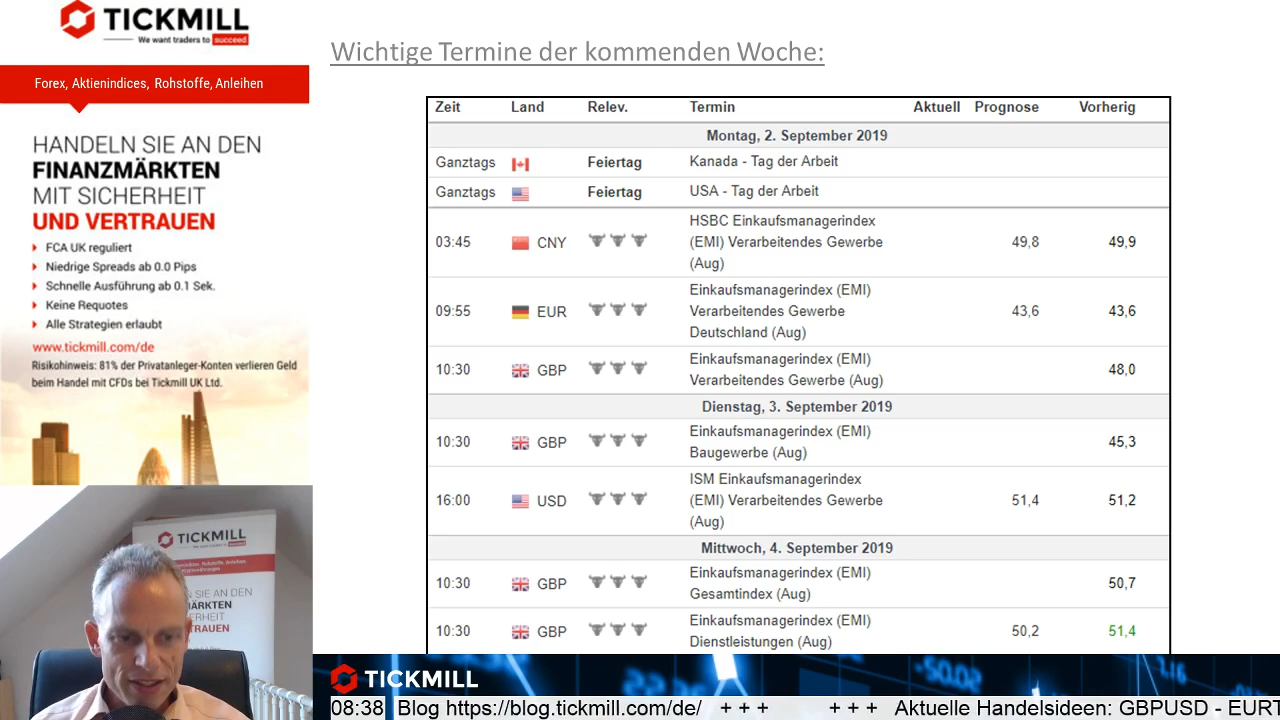 TICKMILL
We want traders to succeed
Forex, Aktienindices, Rohstoffe, Anleihen
HANDELN SIE AN DEN
FINANZMÄRKTEN
MIT SICHERHEIT
UND VERTRAUEN
FCA UK reguliert
Niedrige Spreads ab 0.0 Pips
Schnelle Ausführung ab 0.1 Sek.
Keine Requotes
Alle Strategien erlaubt
www.tickmill.com/de
Risikohinweis: 81% der Privatanleger-Konten verlieren Geld
beim Handel mit CFDs bei Tickmill UK Ltd.
TICKMILL
SIE AN DEN
MÄRKTEN
ERHEIT
TRAUEN
Wichtige Termine der kommenden Woche:
Zeit Land Relev. Termin Aktuell Prognose Vorherig
Montag, 2. September 2019
Ganztags Feiertag Kanada - Tag der Arbeit
Ganztags Feiertag USA - Tag der Arbeit
HSBC Einkaufsmanagerindex
03:45 CNY (EMI) Verarbeitendes Gewerbe 49,8 49,9
(Aug)
Einkaufsmanagerindex (EMI)
09:55 EUR Verarbeitendes Gewerbe 43,6 43,6
Deutschland (Aug)
Einkaufsmanagerindex (EMI)
10:30 GBP Verarbeitendes Gewerbe (Aug) 48,0
Dienstag, 3. September 2019
Einkaufsmanagerindex (EMI)
10:30 GBP Baugewerbe (Aug) 45,3
ISM Einkaufsmanagerindex
16:00 USD (EMI) Verarbeitendes Gewerbe 51,4 51,2
(Aug)
Mittwoch, 4. September 2019
Einkaufsmanagerindex (EMI)
10:30 GBP Gesamtindex (Aug) 50,7
Einkaufsmanagerindex (EMI)
10:30 GBP Dienstleistungen (Aug) 50,2 51,4
TICKMILL
-50.02
08:38 Blog https://blog.tickmill.com/de/ +++ +++ Aktuelle Handelsideen: GBPUSD - EUR